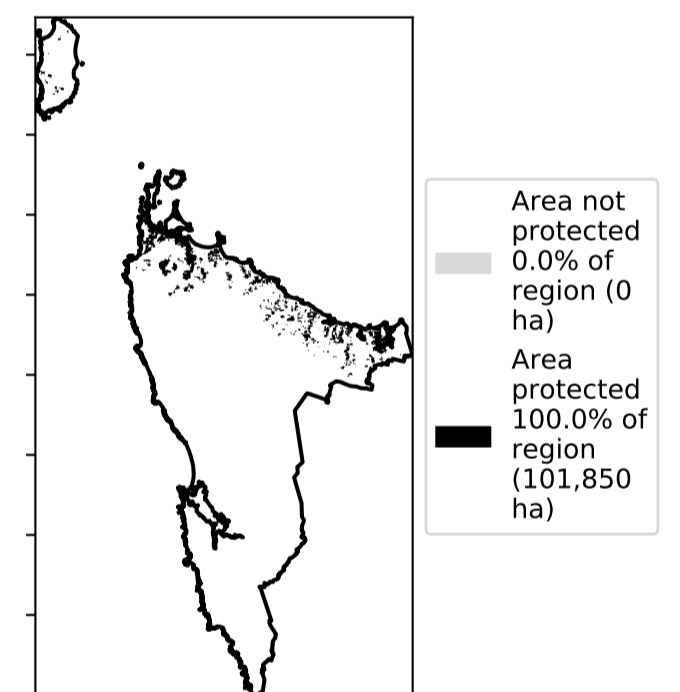 Area not
protected
0.0% of
region (0
ha)
Area
protected
100.0% of
region
(101,850
ha)